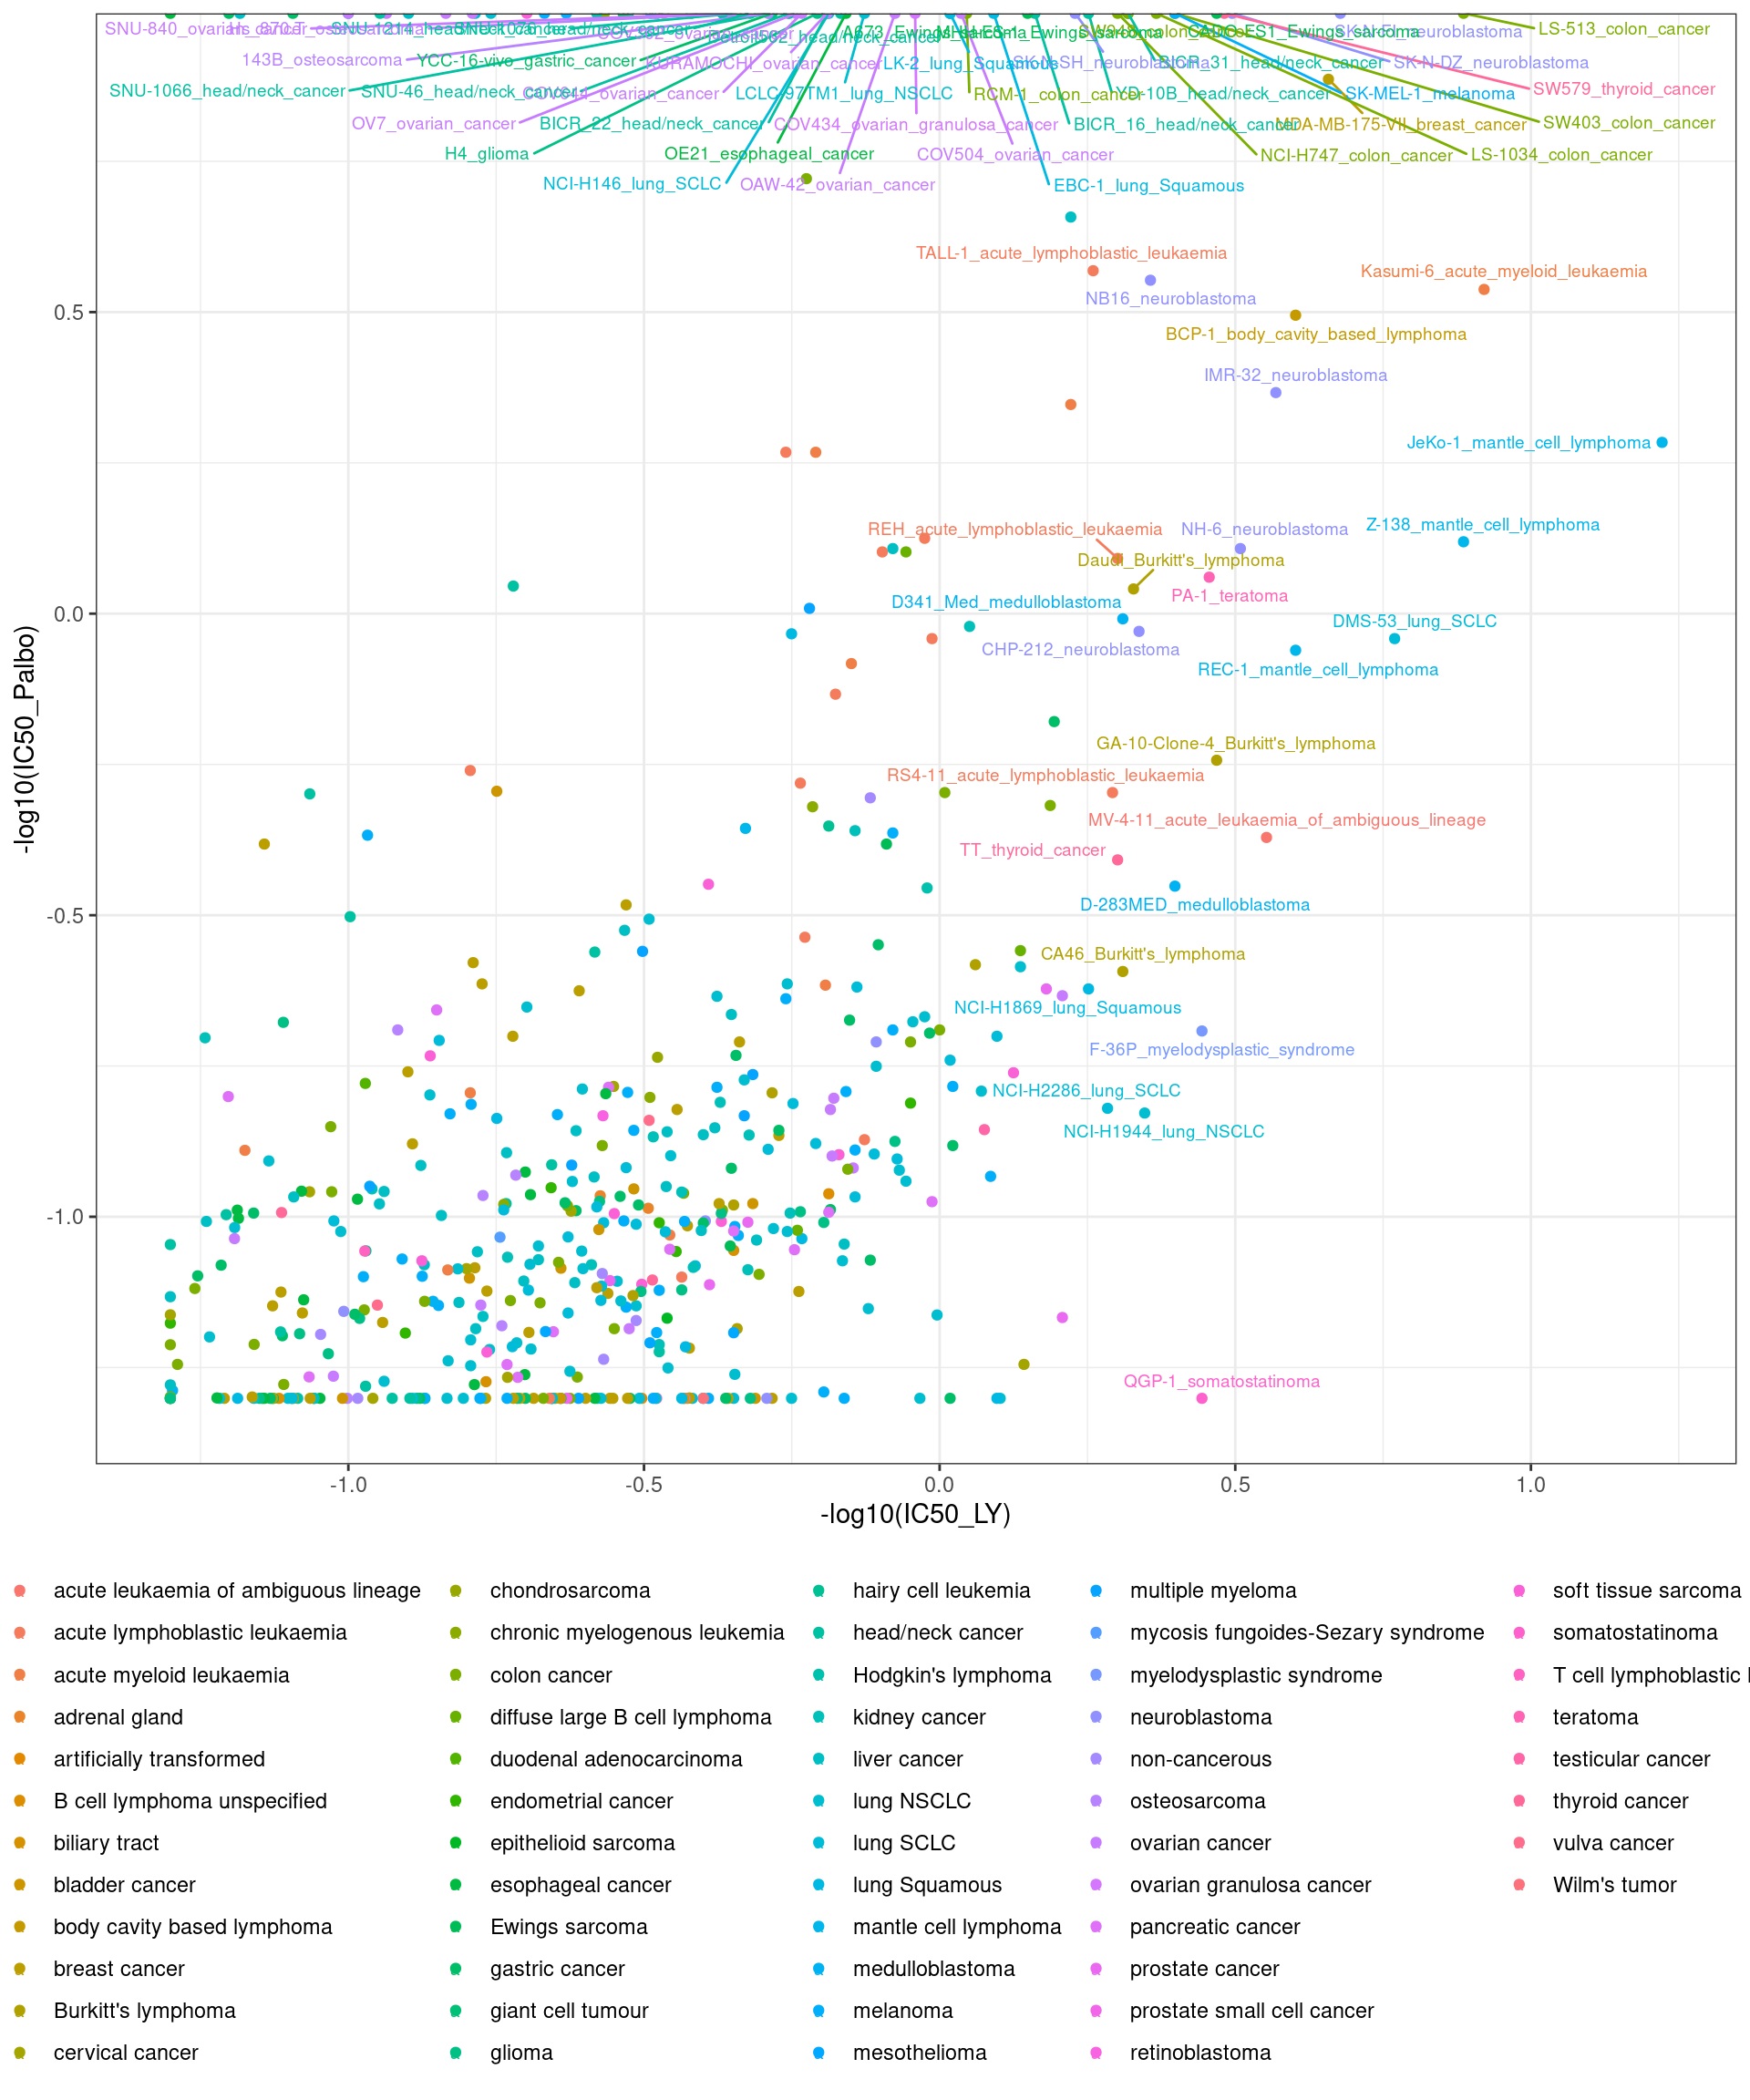 SNU-840_ovarian_cancer
143B_osteosarcoma
YCC-16-vivo_gastric_cancer
KURAMOCHI_ovarian_cancer
LK-2_lung_Squamous
SK-N-SH_neuroblastoma
BICR_31_head/neck_cancer
SK-N-DZ_neuroblastoma
LS-513_colon_cancer
SNU-1066_head/neck_cancer
SNU-46_head/neck_cancer
COV644_ovarian_cancer
LCLC-97TM1_lung_NSCLC
RCM-1_colon_cancer
YD-10B_head/neck_cancer
SK-MEL-1_melanoma
SW579_thyroid_cancer
OV7_ovarian_cancer
BICR_22_head/neck_cancer
COV434_ovarian_granulosa_cancer
BICR_16_head/neck_cancer
MDA-MB-175-VII_breast_cancer
SW403_colon_cancer
H4_glioma
OE21_esophageal_cancer
COV504_ovarian_cancer
NCI-H747_colon_cancer
LS-1034_colon_cancer
NCI-H146_lung_SCLC
OAW-42_ovarian_cancer
EBC-1_lung_Squamous
TALL-1_acute_lymphoblastic_leukaemia
Kasumi-6_acute_myeloid_leukaemia
NB16_neuroblastoma
0.5
BCP-1_body_cavity_based_lymphoma
IMR-32_neuroblastoma
JeKo-1_mantle_cell_lymphoma
REH_acute_lymphoblastic_leukaemia
NH-6_neuroblastoma
Z-138_mantle_cell_lymphoma
Daudi_Burkitt's_lymphoma
PA-1_teratoma
D341_Med_medulloblastoma
0.0
DMS-53_lung_SCLC
CHP-212_neuroblastoma
REC-1_mantle_cell_lymphoma
-log10(IC50_Palbo)
GA-10-Clone-4_Burkitt's_lymphoma
RS4-11_acute_lymphoblastic_leukaemia
MV-4-11_acute_leukaemia_of_ambiguous_lineage
TT_thyroid_cancer
D-283MED_medulloblastoma
-0.5
CA46_Burkitt's_lymphoma
NCI-H1869_lung_Squamous
F-36P_myelodysplastic_syndrome
NCI-H2286_lung_SCLC
NCI-H1944_lung_NSCLC
-1.0
QGP-1_somatostatinoma
-1.0
-0.5
0.0
0.5
1.0
-log10(IC50_LY)
acute leukaemia of ambiguous lineage
acute lymphoblastic leukaemia
acute myeloid leukaemia
adrenal gland
artificially transformed
B cell lymphoma unspecified
biliary tract
bladder cancer
body cavity based lymphoma
breast cancer
Burkitt's lymphoma
cervical cancer
chondrosarcoma
chronic myelogenous leukemia
colon cancer
diffuse large B cell lymphoma
duodenal adenocarcinoma
endometrial cancer
epithelioid sarcoma
esophageal cancer
Ewings sarcoma
gastric cancer
giant cell tumour
glioma
hairy cell leukemia
head/neck cancer
Hodgkin's lymphoma
kidney cancer
liver cancer
lung NSCLC
lung SCLC
lung Squamous
mantle cell lymphoma
medulloblastoma
melanoma
mesothelioma
multiple myeloma
mycosis fungoides-Sezary syndrome
myelodysplastic syndrome
neuroblastoma
non-cancerous
osteosarcoma
ovarian cancer
ovarian granulosa cancer
pancreatic cancer
prostate cancer
prostate small cell cancer
retinoblastoma
soft tissue sarcoma
somatostatinoma
T cell lymphoblastic l
teratoma
testicular cancer
thyroid cancer
vulva cancer
Wilm's tumor